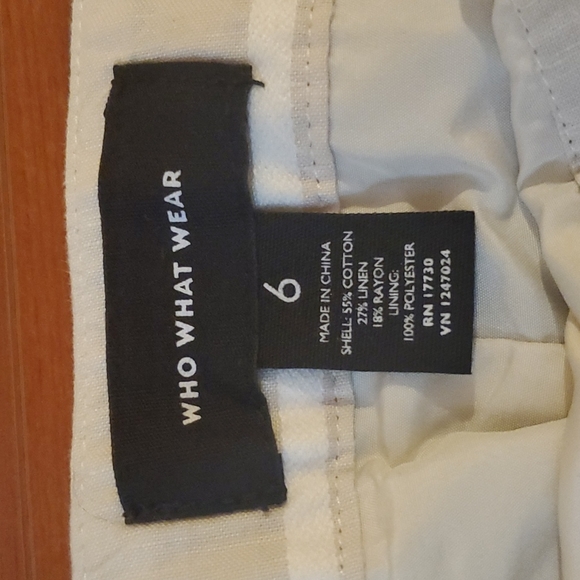 WHO WHAT WEAR
6
MADE IN CHINA
SHELL: 55% COTTON
27% LINEN
18% RAYON
LINING:
100% POLYESTER
RN 17730
VN 1247024